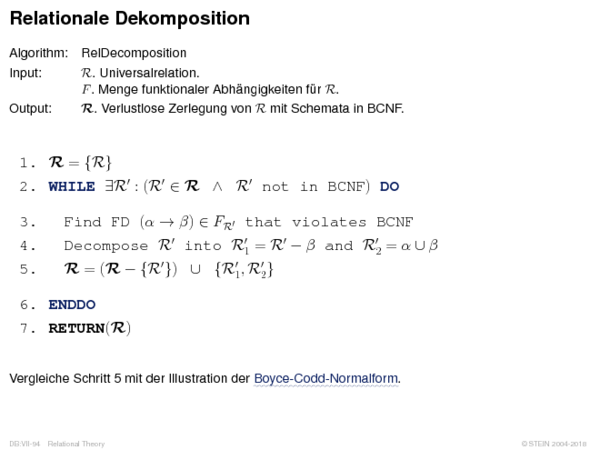 Relationale Dekomposition
Algorithm: RelDecomposition
Input: ℛ. Universalrelation.
F. Menge funktionaler Abhängigkeiten für ℛ.
Output: 𝓡. Verlustlose Zerlegung von ℛ mit Schemata in BCNF.
1. 𝓡 = {ℛ}
2. WHILE ∃ℛ′ : (ℛ′ ∈ 𝓡 ∧ ℛ′ not in BCNF) DO
3. Find FD (α → β) ∈ F_ℛ′ that violates BCNF
4. Decompose ℛ′ into ℛ′₁ = ℛ′ − β and ℛ′₂ = α ∪ β
5. 𝓡 = (𝓡 − {ℛ′}) ∪ {ℛ′₁, ℛ′₂}
6. ENDDO
7. RETURN(𝓡)
Vergleiche Schritt 5 mit der Illustration der Boyce-Codd-Normalform.
DB:VII-94 Relational Theory © STEIN 2004-2018